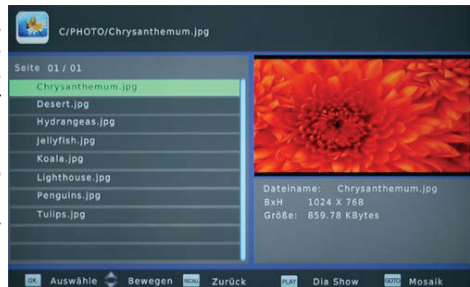 C/PHOTO/Chrysanthemum.jpg
Seite 01/01
Chrysanthemum.jpg
Desert.jpg
Hydrangeas.jpg
Jellyfish.jpg
Koala.jpg
Lighthouse.jpg
Penguins.jpg
Tulips.jpg
Dateiname: Chrysanthemum.jpg
BxH 1024 X 768
Größe: 859.78 KBytes
OK Auswähle Bewegen RECALL Zurück PLAY Dia Show GOTO Mosaik